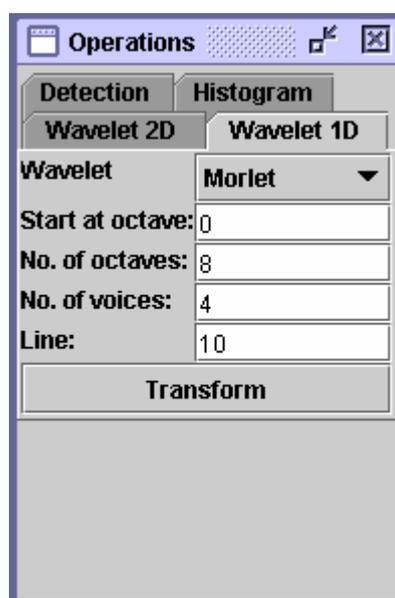 Operations
Detection Histogram
Wavelet 2D Wavelet 1D
Wavelet Morlet
Start at octave: 0
No. of octaves: 8
No. of voices: 4
Line: 10
Transform